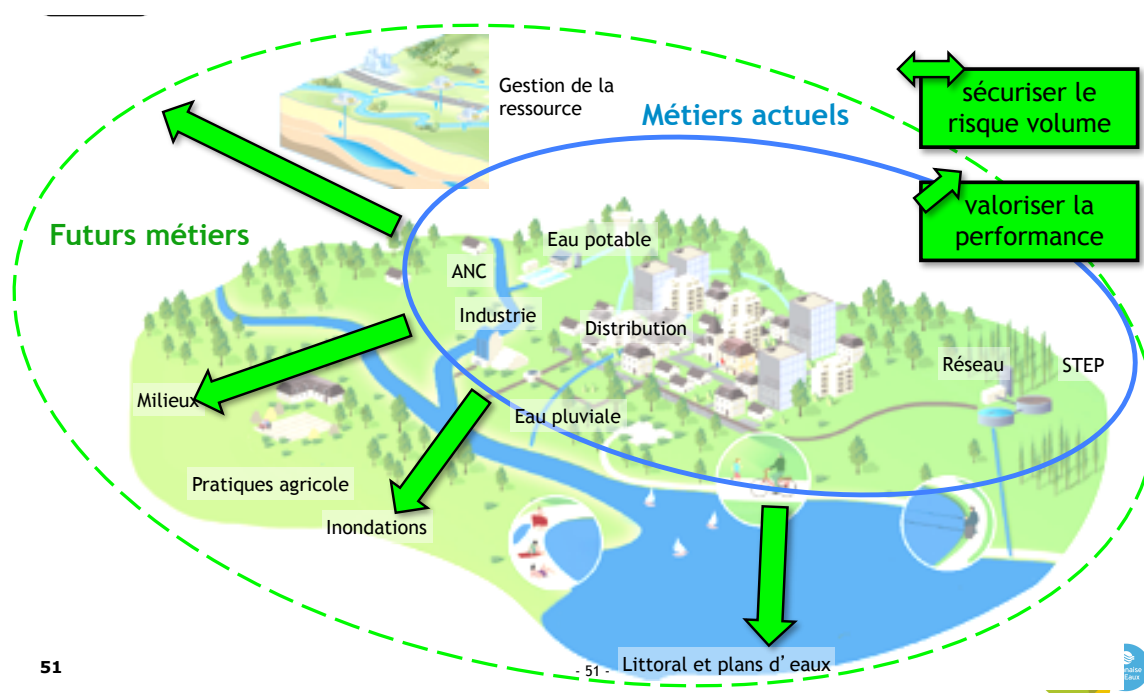 Gestion de la
ressource
Métiers actuels
sécuriser le
risque volume
valoriser la
performance
Futurs métiers
Eau potable
ANC
Industrie
Distribution
Réseau
STEP
Milieux
Eau pluviale
Pratiques agricole
Inondations
Littoral et plans d’ eaux
51
- 51 -